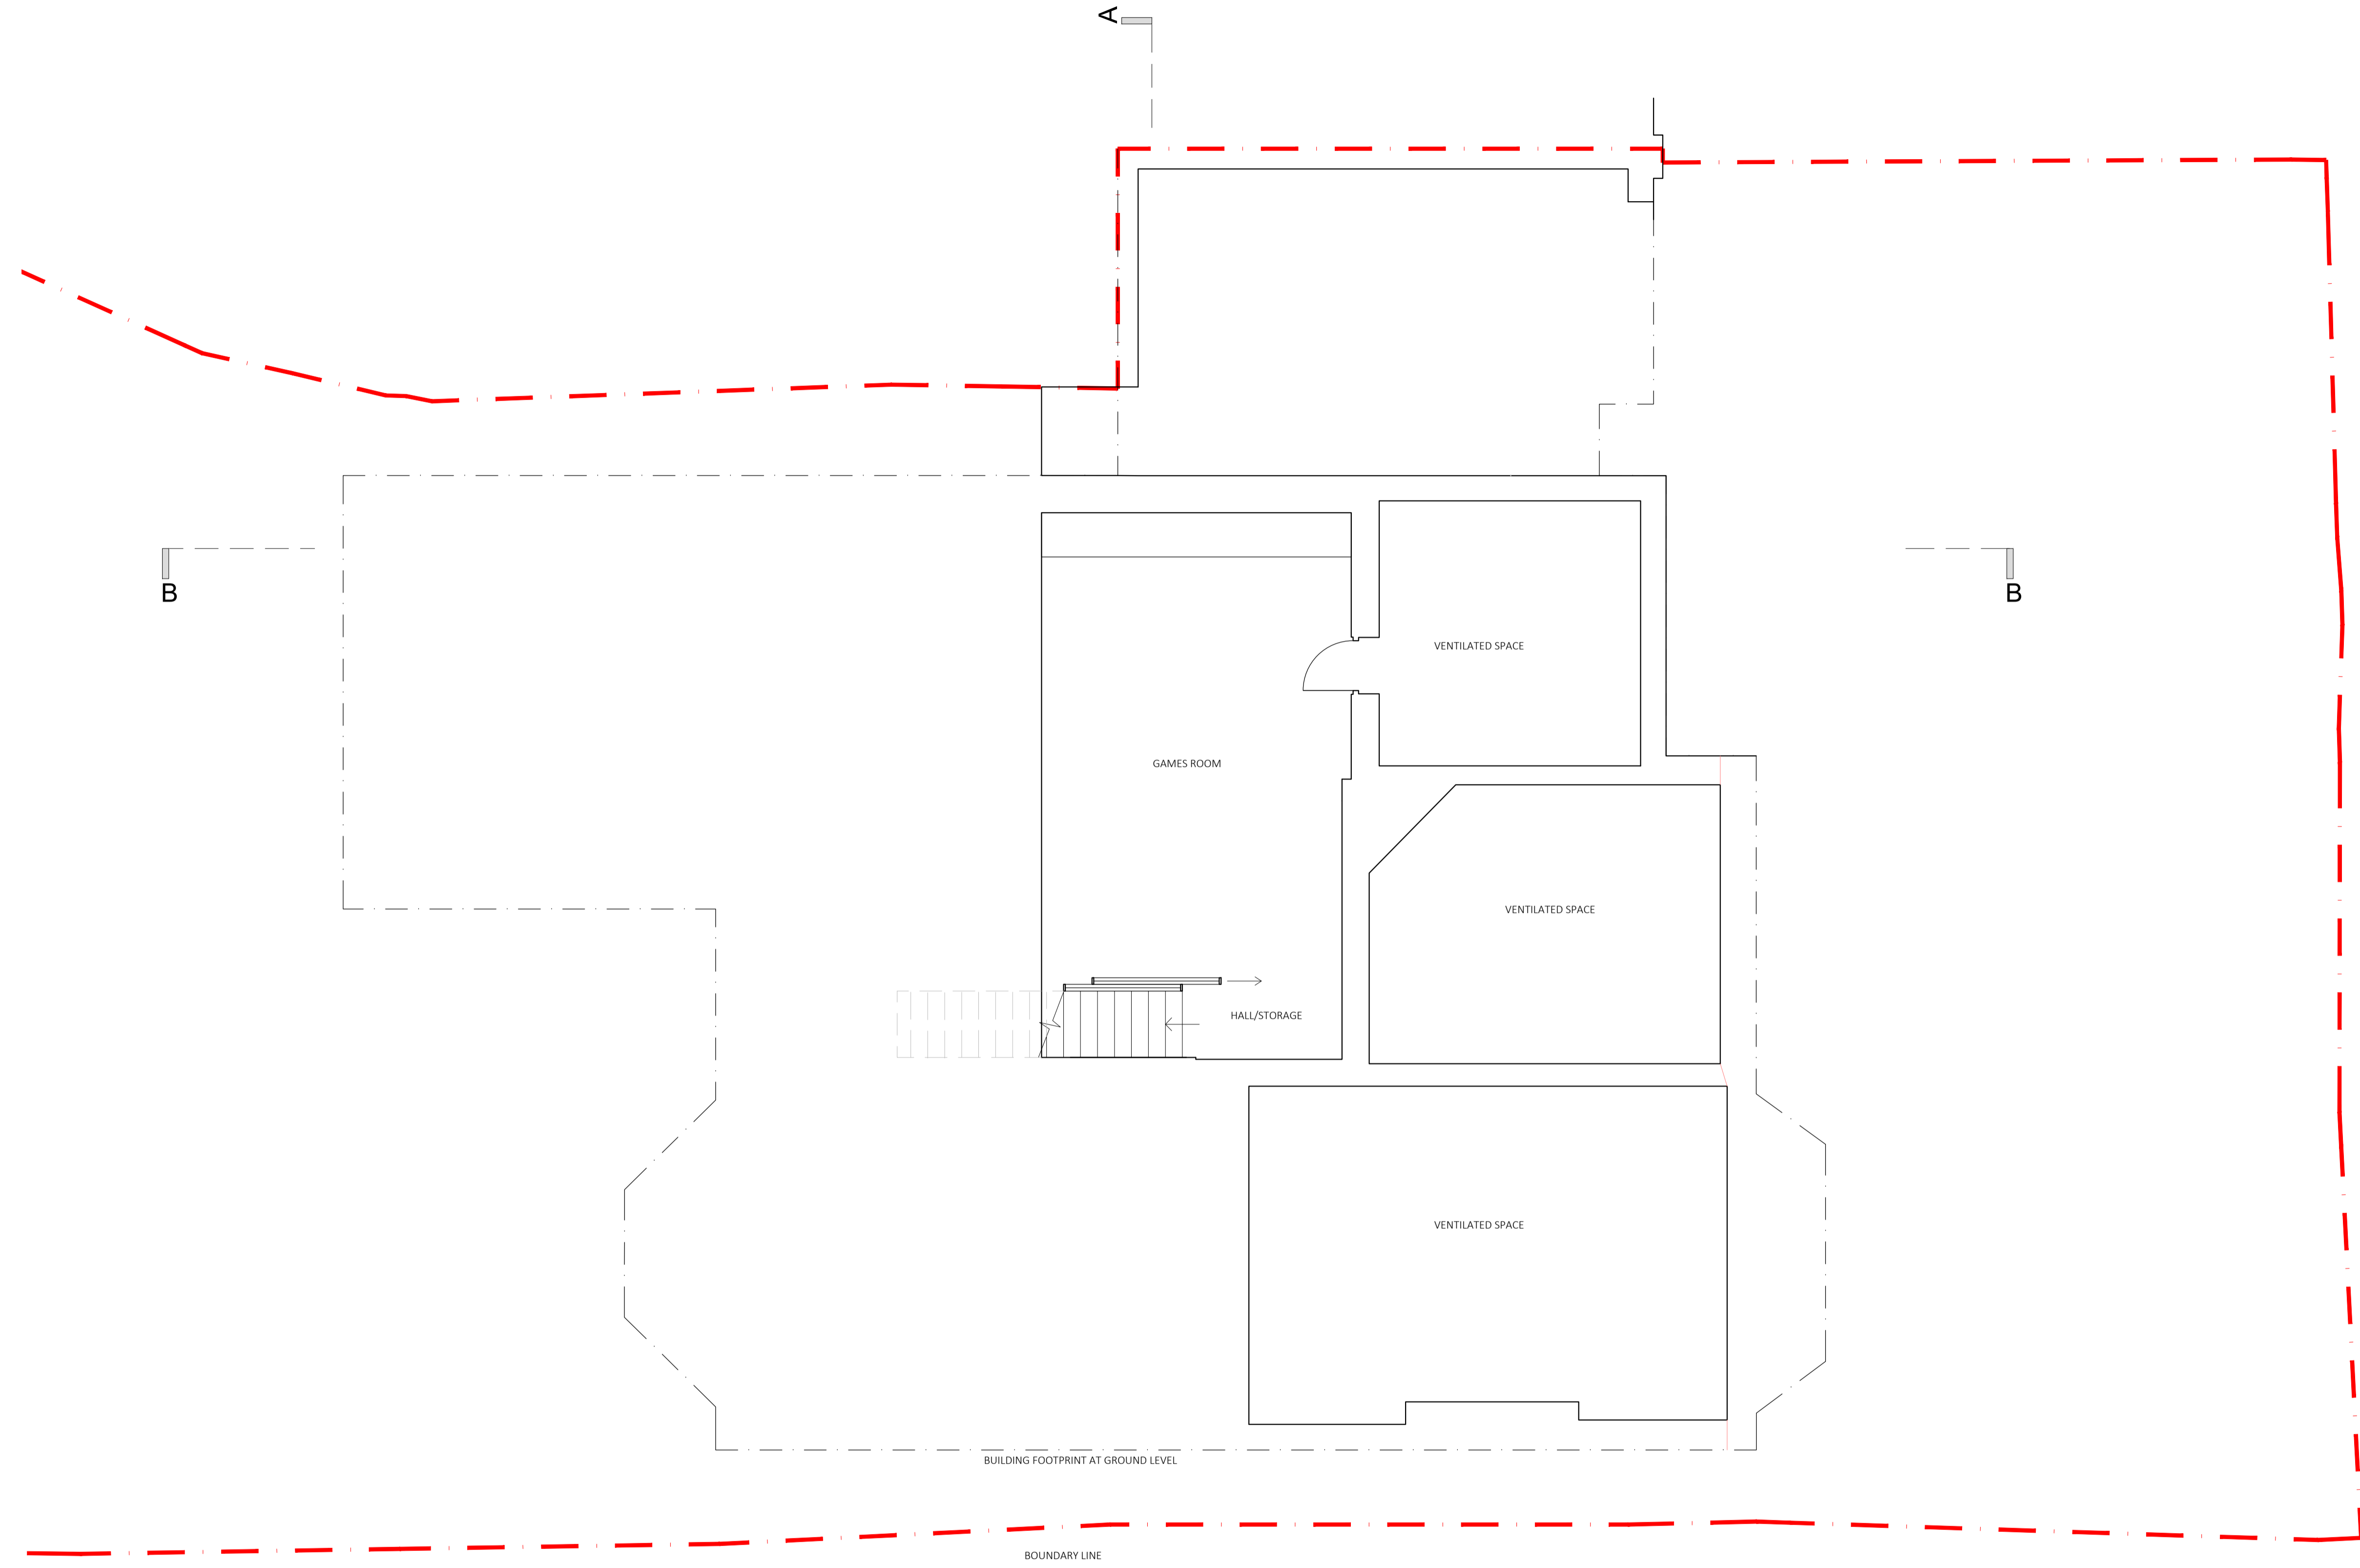 A
B
B
VENTILATED SPACE
GAMES ROOM
VENTILATED SPACE
HALL/STORAGE
VENTILATED SPACE
BUILDING FOOTPRINT AT GROUND LEVEL
BOUNDARY LINE